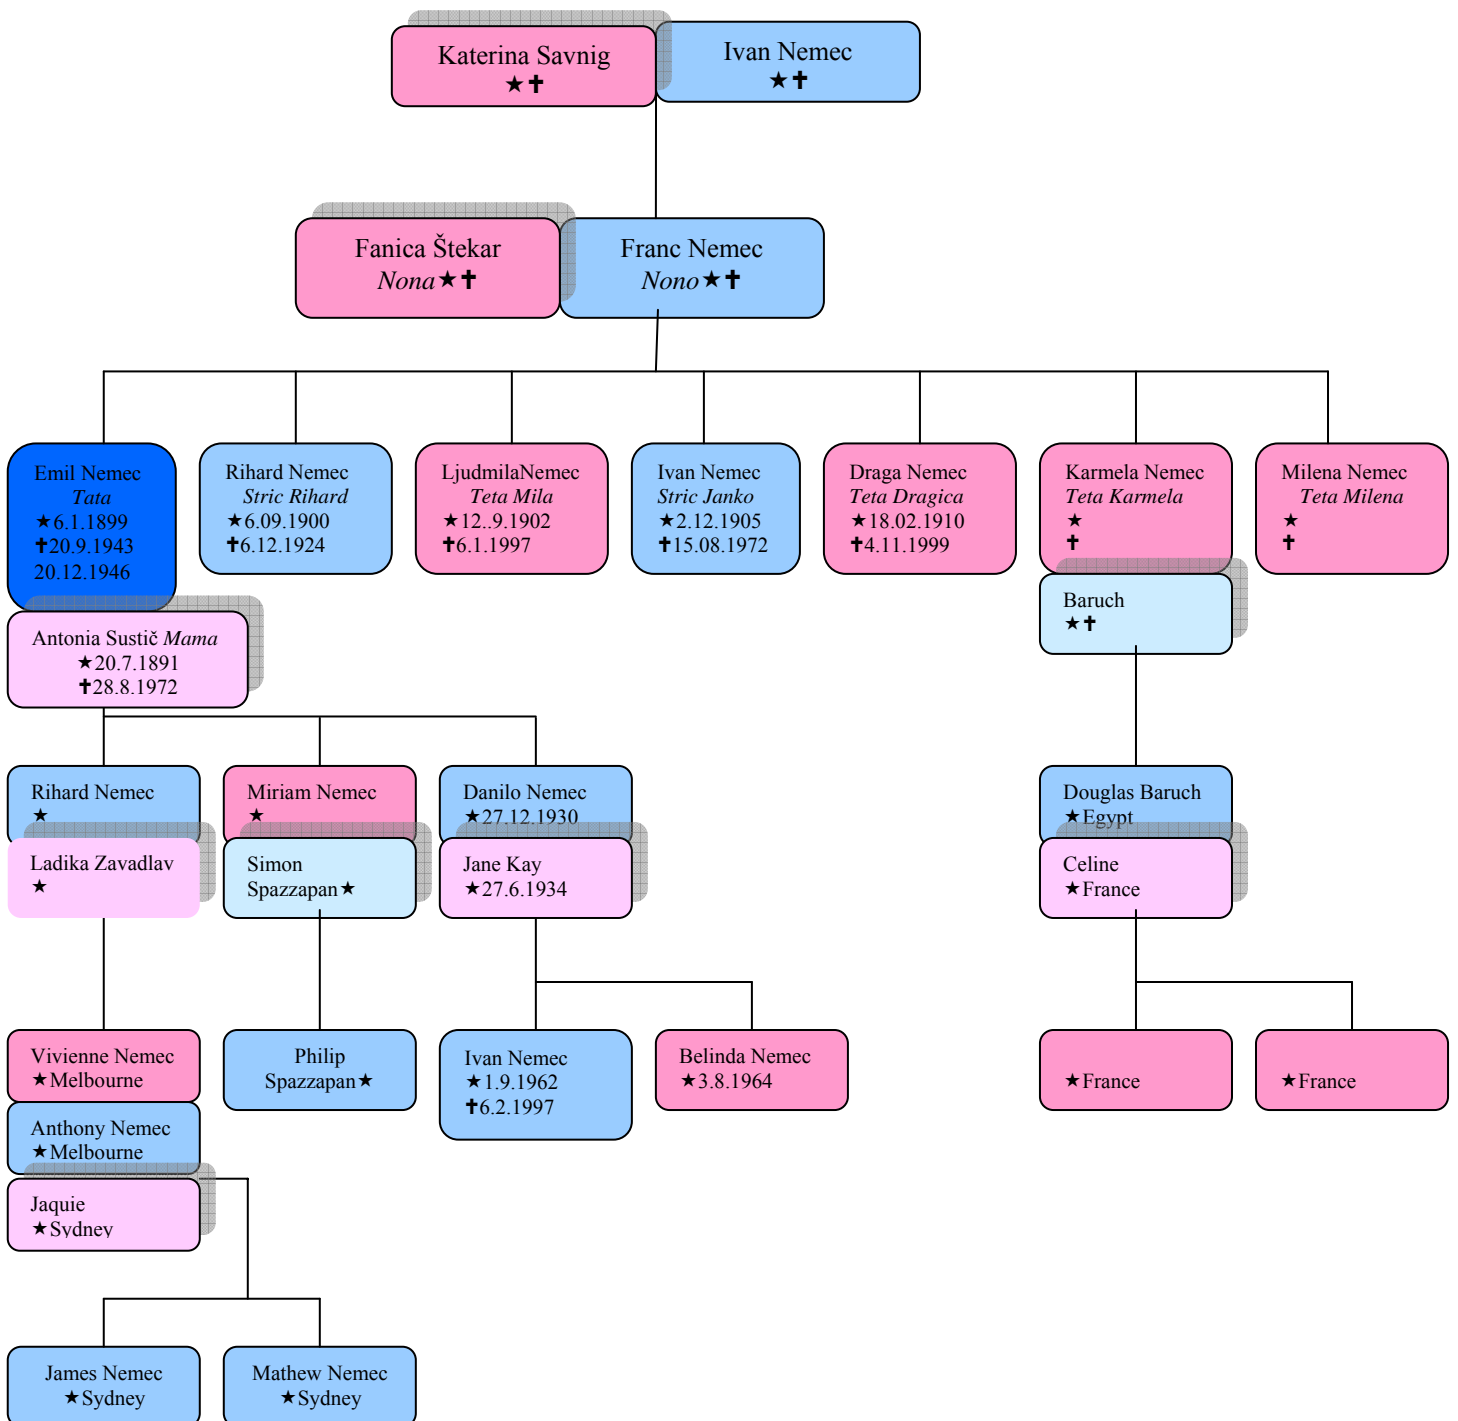 Katerina Savnig
★✝
Ivan Nemec
★✝
Fanica Štekar
Nona★✝
Franc Nemec
Nono★✝
Emil Nemec
Tata
★6.1.1899
✝20.9.1943
20.12.1946
Rihard Nemec
Stric Rihard
★6.09.1900
✝6.12.1924
LjudmilaNemec
Teta Mila
★12..9.1902
✝6.1.1997
Ivan Nemec
Stric Janko
★2.12.1905
✝15.08.1972
Draga Nemec
Teta Dragica
★18.02.1910
✝4.11.1999
Karmela Nemec
Teta Karmela
★
✝
Milena Nemec
Teta Milena
★
✝
Baruch
★✝
Antonia Sustič Mama
★20.7.1891
✝28.8.1972
Rihard Nemec
★
Ladika Zavadlav
★
Miriam Nemec
★
Simon
Spazzapan★
Danilo Nemec
★27.12.1930
Jane Kay
★27.6.1934
Douglas Baruch
★Egypt
Celine
★France
Vivienne Nemec
★Melbourne
Anthony Nemec
★Melbourne
Jaquie
★Sydney
Philip
Spazzapan★
Ivan Nemec
★1.9.1962
✝6.2.1997
Belinda Nemec
★3.8.1964
★France
★France
James Nemec
★Sydney
Mathew Nemec
★Sydney